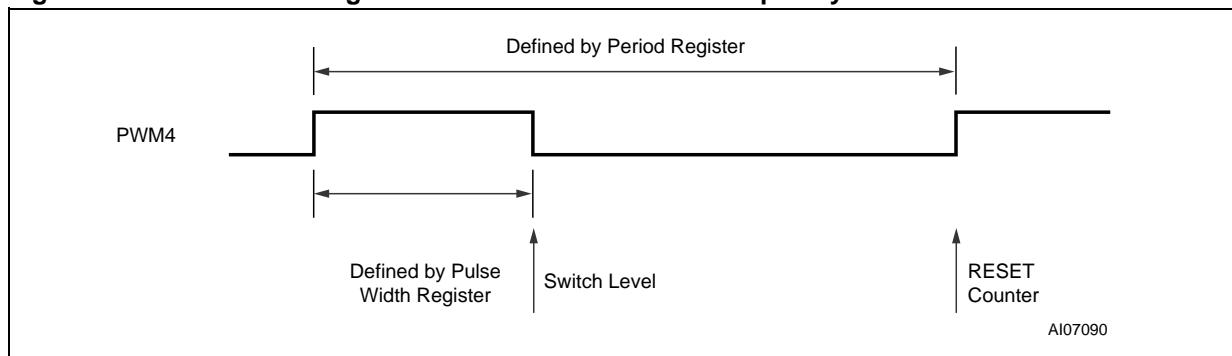 Defined by Period Register
PWM4
Defined by Pulse
Width Register
Switch Level
RESET
Counter
AI07090